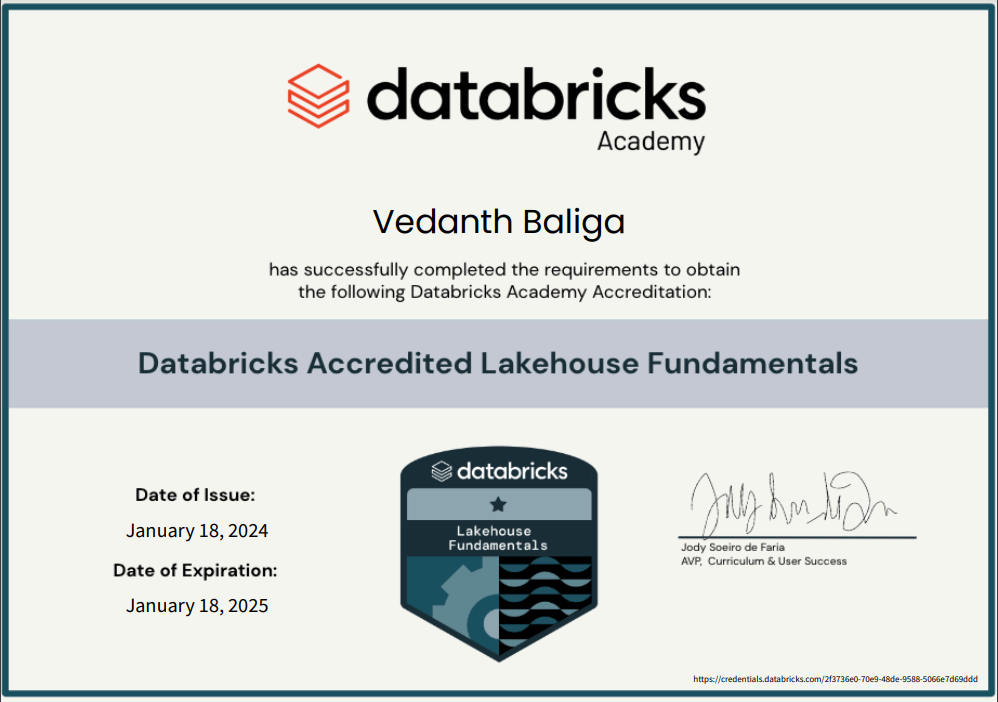 databricks
Academy
Vedanth Baliga
has successfully completed the requirements to obtain
the following Databricks Academy Accreditation:
Databricks Accredited Lakehouse Fundamentals
Date of Issue:
January 18, 2024
Date of Expiration:
January 18, 2025
databricks
Lakehouse
Fundamentals
Jody Soeiro de Faria
AVP,  Curriculum & User Success
https://credentials.databricks.com/2f3736e0-70e9-48de-9588-5066e7d69ddd